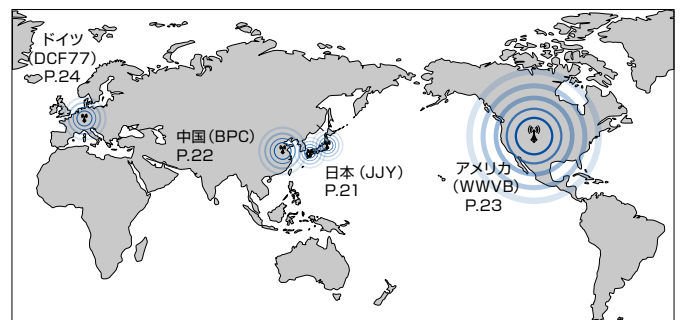 ドイツ
(DCF77)
P.24
中国(BPC)
P.22
日本(JJY)
P.21
アメリカ
(WWVB)
P.23